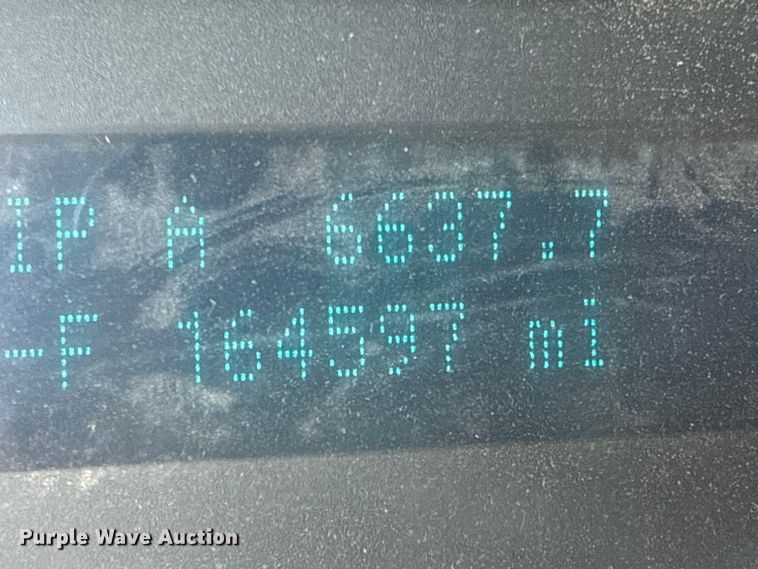 IP A 6637.7
-F 164597 mi
Purple Wave Auction